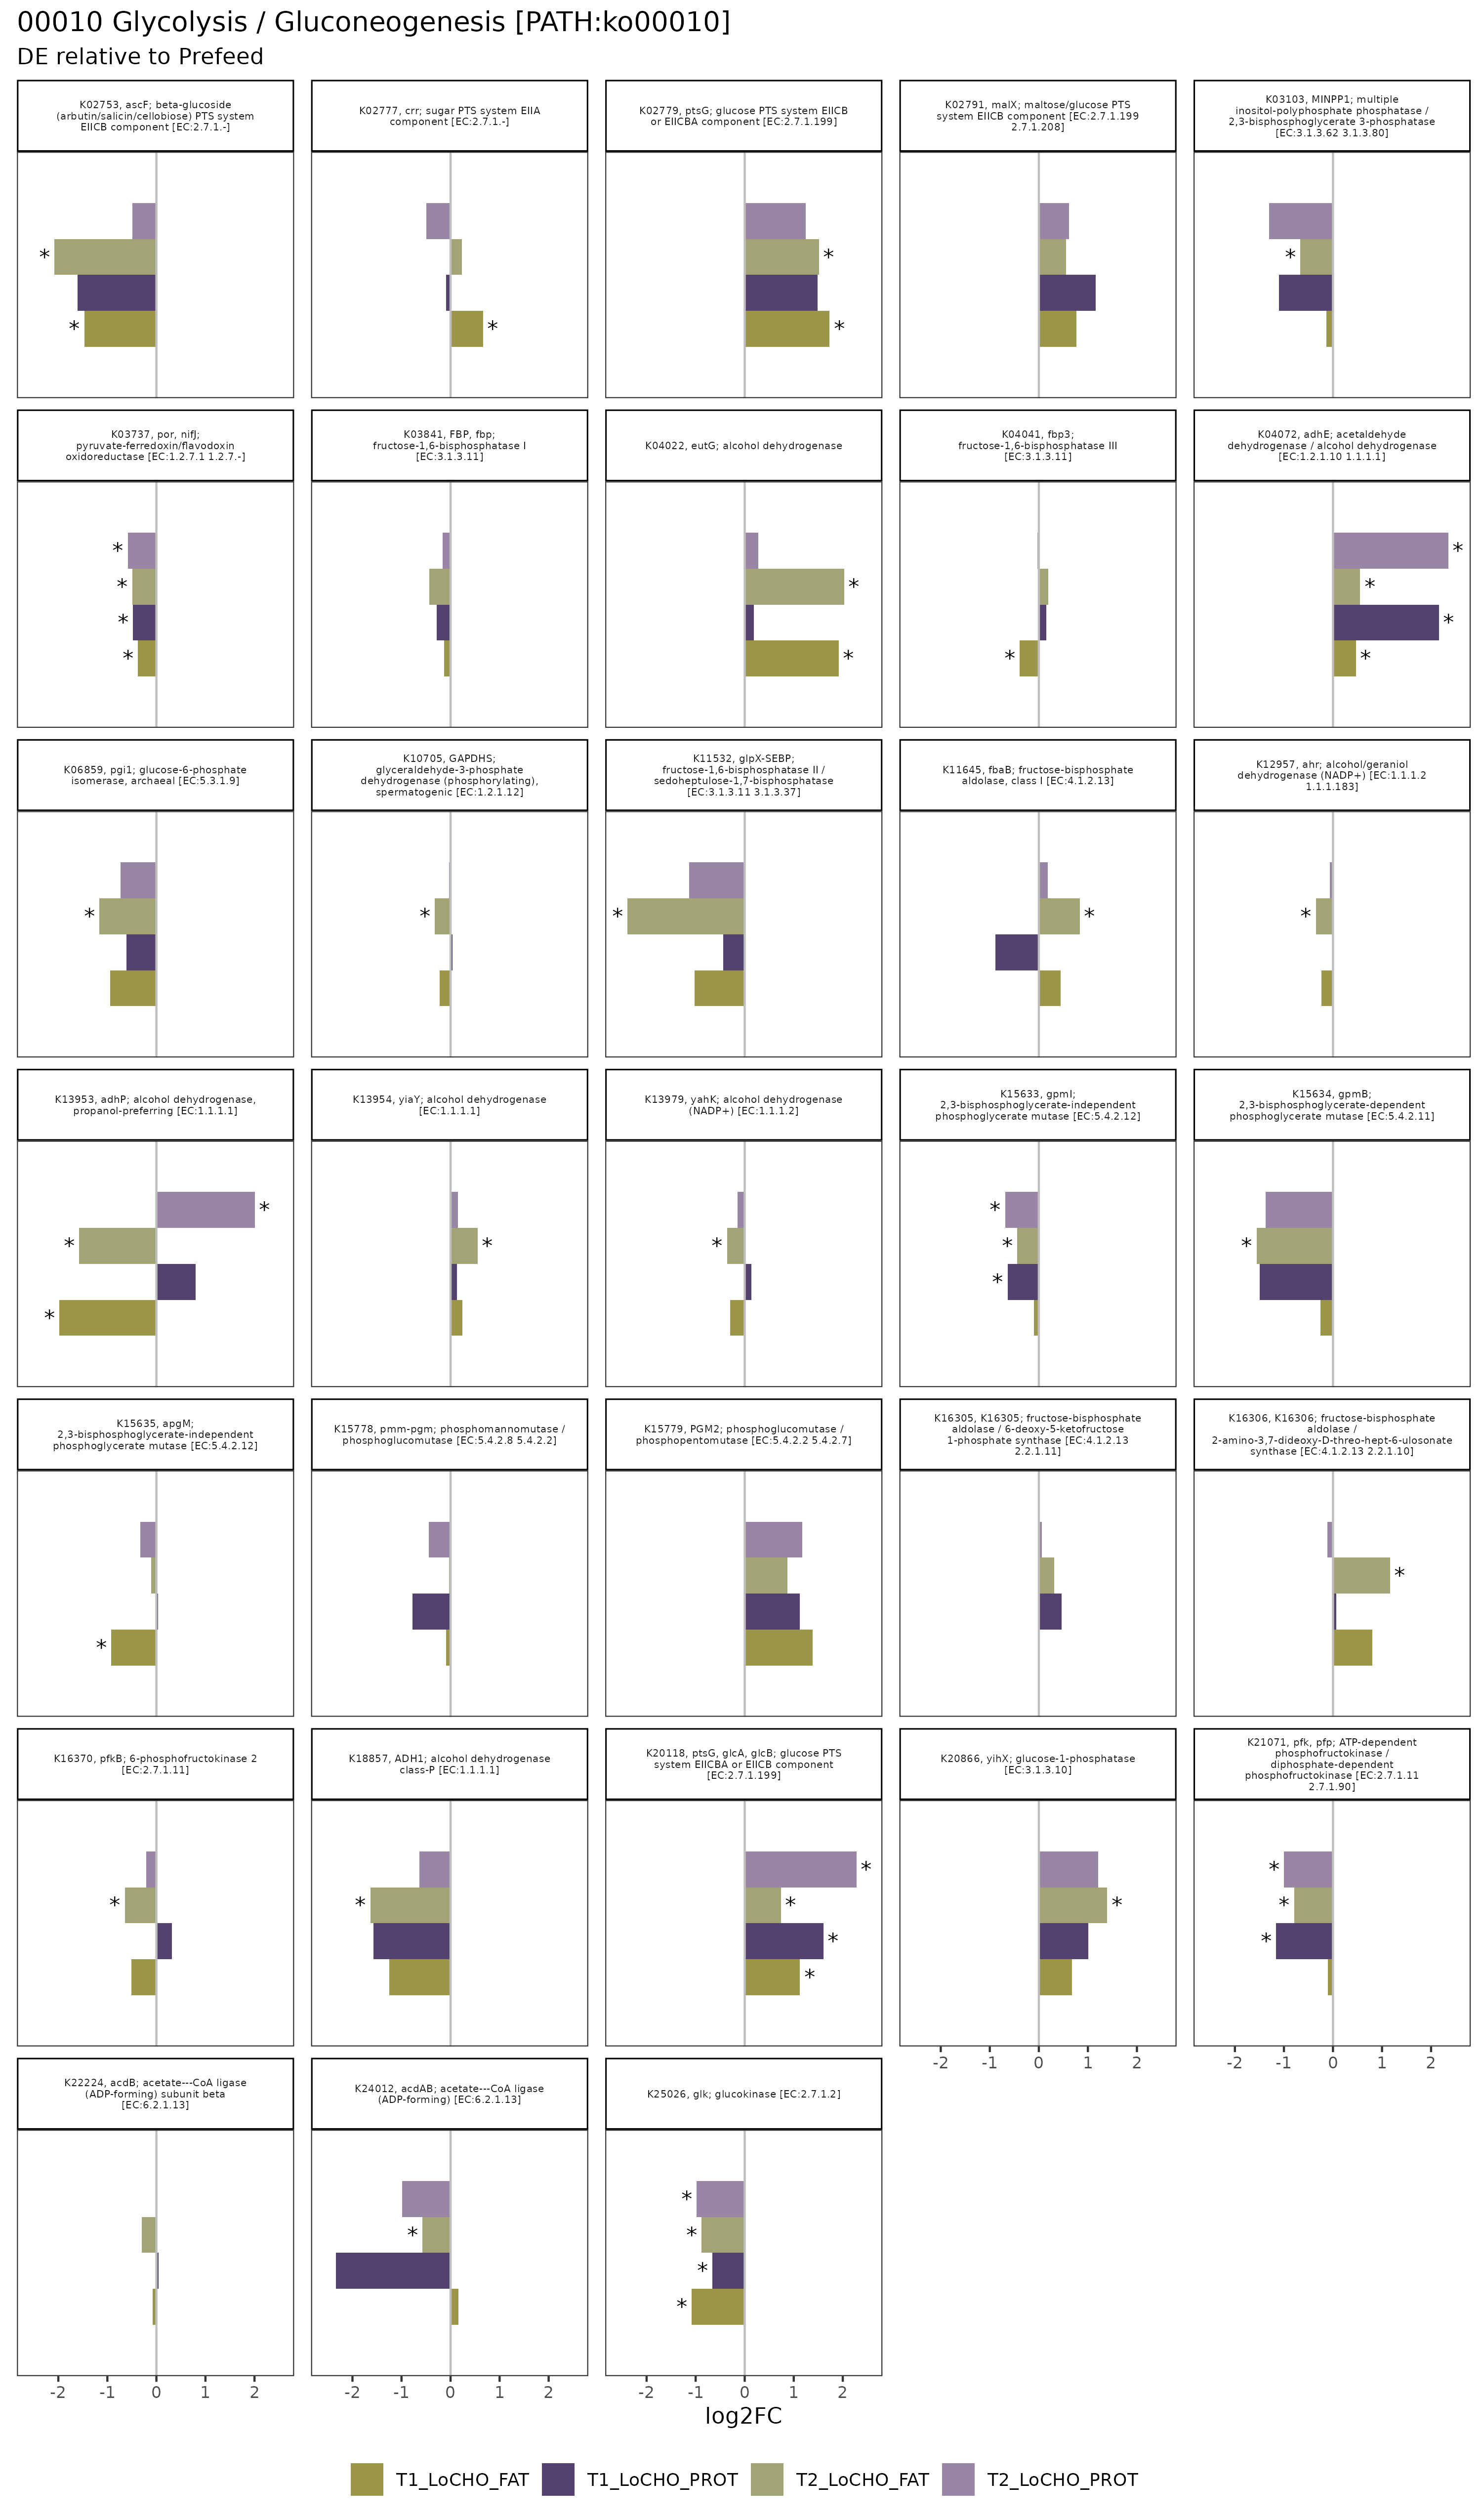 00010 Glycolysis / Gluconeogenesis [PATH:ko00010]
DE relative to Prefeed
K02753, ascF; beta-glucoside
(arbutin/salicin/cellobiose) PTS system
EIICB component [EC:2.7.1.-]
K02777, crr; sugar PTS system EIIA
component [EC:2.7.1.-]
K02779, ptsG; glucose PTS system EIICB
or EIICBA component [EC:2.7.1.199]
K02791, malX; maltose/glucose PTS
system EIICB component [EC:2.7.1.199
2.7.1.208]
K03103, MINPP1; multiple
inositol-polyphosphate phosphatase /
2,3-bisphosphoglycerate 3-phosphatase
[EC:3.1.3.62 3.1.3.80]
*
*
*
*
*
*
K03737, por, nifJ;
pyruvate-ferredoxin/flavodoxin
oxidoreductase [EC:1.2.7.1 1.2.7.-]
K03841, FBP, fbp;
fructose-1,6-bisphosphatase I
[EC:3.1.3.11]
K04022, eutG; alcohol dehydrogenase
K04041, fbp3;
fructose-1,6-bisphosphatase III
[EC:3.1.3.11]
K04072, adhE; acetaldehyde
dehydrogenase / alcohol dehydrogenase
[EC:1.2.1.10 1.1.1.1]
*
*
*
*
*
*
*
*
*
*
*
K06859, pgi1; glucose-6-phosphate
isomerase, archaeal [EC:5.3.1.9]
K10705, GAPDHS;
glyceraldehyde-3-phosphate
dehydrogenase (phosphorylating),
spermatogenic [EC:1.2.1.12]
K11532, glpX-SEBP;
fructose-1,6-bisphosphatase II /
sedoheptulose-1,7-bisphosphatase
[EC:3.1.3.11 3.1.3.37]
K11645, fbaB; fructose-bisphosphate
aldolase, class I [EC:4.1.2.13]
K12957, ahr; alcohol/geraniol
dehydrogenase (NADP+) [EC:1.1.1.2
1.1.1.183]
*
*
*
*
*
K13953, adhP; alcohol dehydrogenase,
propanol-preferring [EC:1.1.1.1]
K13954, yiaY; alcohol dehydrogenase
[EC:1.1.1.1]
K13979, yahK; alcohol dehydrogenase
(NADP+) [EC:1.1.1.2]
K15633, gpmI;
2,3-bisphosphoglycerate-independent
phosphoglycerate mutase [EC:5.4.2.12]
K15634, gpmB;
2,3-bisphosphoglycerate-dependent
phosphoglycerate mutase [EC:5.4.2.11]
*
*
*
*
*
*
*
*
*
K15635, apgM;
2,3-bisphosphoglycerate-independent
phosphoglycerate mutase [EC:5.4.2.12]
K15778, pmm-pgm; phosphomannomutase /
phosphoglucomutase [EC:5.4.2.8 5.4.2.2]
K15779, PGM2; phosphoglucomutase /
phosphopentomutase [EC:5.4.2.2 5.4.2.7]
K16305, K16305; fructose-bisphosphate
aldolase / 6-deoxy-5-ketofructose
1-phosphate synthase [EC:4.1.2.13
2.2.1.11]
K16306, K16306; fructose-bisphosphate
aldolase /
2-amino-3,7-dideoxy-D-threo-hept-6-ulosonate
synthase [EC:4.1.2.13 2.2.1.10]
*
*
K16370, pfkB; 6-phosphofructokinase 2
[EC:2.7.1.11]
K18857, ADH1; alcohol dehydrogenase
class-P [EC:1.1.1.1]
K20118, ptsG, glcA, glcB; glucose PTS
system EIICBA or EIICB component
[EC:2.7.1.199]
K20866, yihX; glucose-1-phosphatase
[EC:3.1.3.10]
K21071, pfk, pfp; ATP-dependent
phosphofructokinase /
diphosphate-dependent
phosphofructokinase [EC:2.7.1.11
2.7.1.90]
*
*
*
*
*
*
*
*
*
*
-2 -1 0 1 2
-2 -1 0 1 2
K22224, acdB; acetate---CoA ligase
(ADP-forming) subunit beta
[EC:6.2.1.13]
K24012, acdAB; acetate---CoA ligase
(ADP-forming) [EC:6.2.1.13]
K25026, glk; glucokinase [EC:2.7.1.2]
*
*
*
*
*
-2 -1 0 1 2
-2 -1 0 1 2
-2 -1 0 1 2
log2FC
T1_LoCHO_FAT
T1_LoCHO_PROT
T2_LoCHO_FAT
T2_LoCHO_PROT